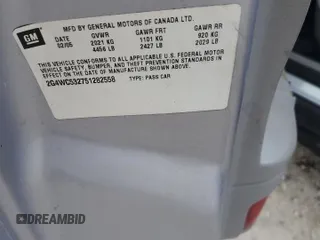 GM
MFD BY GENERAL MOTORS OF CANADA LTD.
DATE GVWR GAWR FRT GAWR RR
02/05 2021 KG 1101 KG 920 KG
4456 LB 2427 LB 2029 LB
THIS VEHICLE CONFORMS TO ALL APPLICABLE U.S. FEDERAL MOTOR
VEHICLE SAFETY, BUMPER, AND THEFT PREVENTION STANDARDS
IN EFFECT ON THE DATE OF MANUFACTURE SHOWN ABOVE.
2G4WC532751282558 TYPE: PASS CAR
DREAMBID